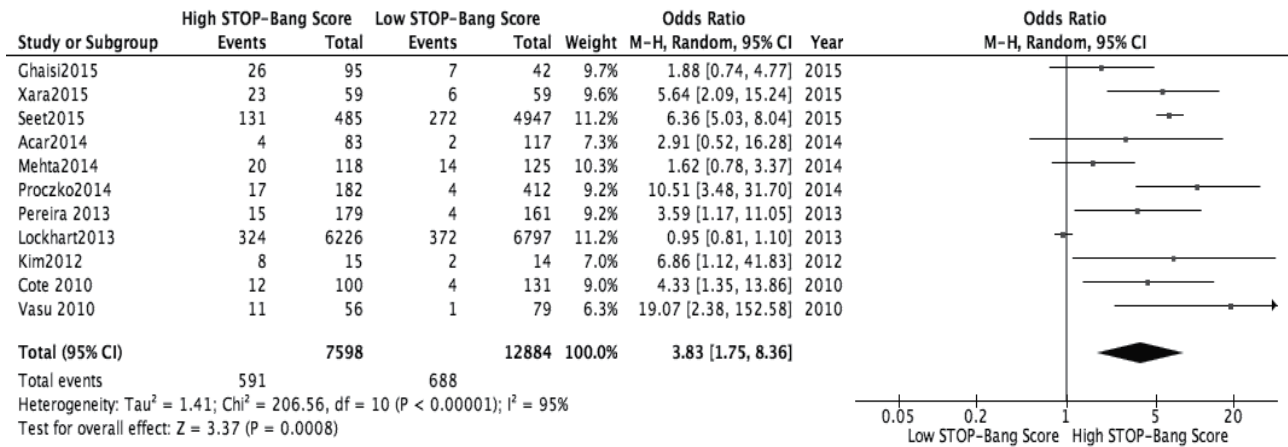 High STOP-Bang Score Low STOP-Bang Score Odds Ratio Odds Ratio
Study or Subgroup Events Total Events Total Weight M-H, Random, 95% CI Year M-H, Random, 95% CI
Ghaisi2015 26 95 7 42 9.7% 1.88 [0.74, 4.77] 2015
Xara2015 23 59 6 59 9.6% 5.64 [2.09, 15.24] 2015
Seet2015 131 485 272 4947 11.2% 6.36 [5.03, 8.04] 2015
Acar2014 4 83 2 117 7.3% 2.91 [0.52, 16.28] 2014
Mehta2014 20 118 14 125 10.3% 1.62 [0.78, 3.37] 2014
Proczko2014 17 182 4 412 9.2% 10.51 [3.48, 31.70] 2014
Pereira 2013 15 179 4 161 9.2% 3.59 [1.17, 11.05] 2013
Lockhart2013 324 6226 372 6797 11.2% 0.95 [0.81, 1.10] 2013
Kim2012 8 15 2 14 7.0% 6.86 [1.12, 41.83] 2012
Cote 2010 12 100 4 131 9.2% 4.33 [1.35, 13.86] 2010
Vasu 2010 11 56 1 79 6.3% 19.07 [2.38, 152.58] 2010
Total (95% CI) 7598 12884 100.0% 3.83 [1.75, 8.36]
Total events 591 688
Heterogeneity: Tau² = 1.41; Chi² = 206.56, df = 10 (P < 0.00001); I² = 95%
Test for overall effect: Z = 3.37 (P = 0.0008)
0.05 0.2 1 5 20
Low STOP-Bang Score High STOP-Bang Score